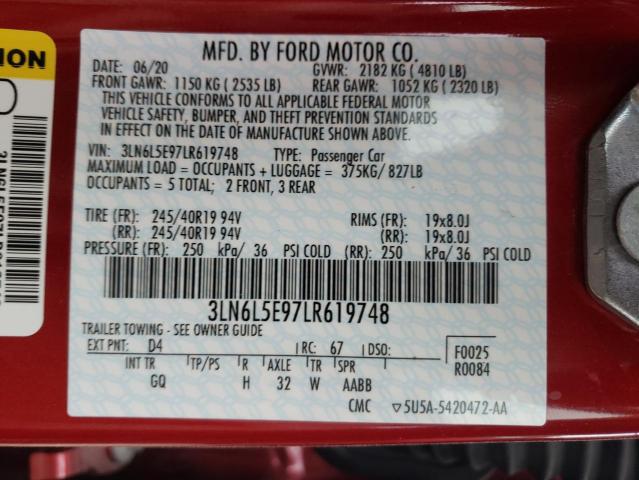 ION
MFD. BY FORD MOTOR CO.
DATE: 06/20 GVWR: 2182 KG ( 4810 LB)
FRONT GAWR: 1150 KG ( 2535 LB) REAR GAWR: 1052 KG ( 2320 LB)
THIS VEHICLE CONFORMS TO ALL APPLICABLE FEDERAL MOTOR
VEHICLE SAFETY, BUMPER, AND THEFT PREVENTION STANDARDS
IN EFFECT ON THE DATE OF MANUFACTURE SHOWN ABOVE.
VIN: 3LN6L5E97LR619748 TYPE: Passenger Car
MAXIMUM LOAD = OCCUPANTS + LUGGAGE = 375KG/ 827LB
OCCUPANTS = 5 TOTAL; 2 FRONT, 3 REAR
TIRE (FR): 245/40R19 94V RIMS (FR): 19x8.0J
(RR): 245/40R19 94V (RR): 19x8.0J
PRESSURE (FR): 250 kPa/ 36 PSI COLD (RR): 250 kPa/ 36 PSI COLD
3LN6L5E97LR619748
TRAILER TOWING - SEE OWNER GUIDE
EXT PNT: D4 RC: 67 DSO: F0025
INT TR TP/PS R AXLE TR SPR R0084
GQ H 32 W AABB
CMC ▽5U5A-5420472-AA